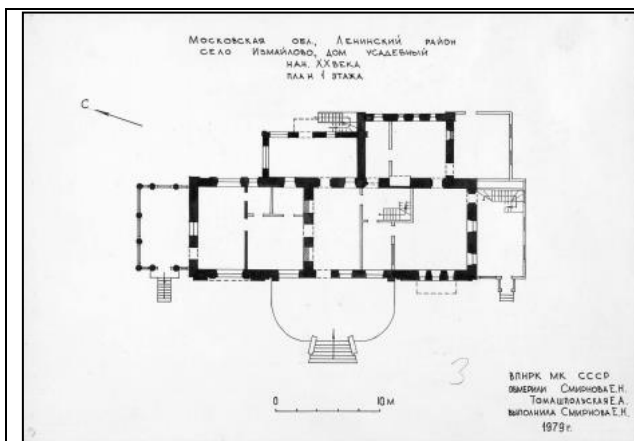 МОСКОВСКАЯ ОБЛ., ЛЕНИНСКИЙ РАЙОН
СЕЛО ИЗМАЙЛОВО, ДОМ УСАДЕБНЫЙ
НАЧ. XX ВЕКА
ПЛАН 1 ЭТАЖА
С
3
ВПНРК МК СССР
ОБМЕРИЛИ СМИРНОВА Е.Н.
ТОМАШПОЛЬСКАЯ Е.А.
ВЫПОЛНИЛА СМИРНОВА Е.Н.
1979 г.
0 10 М